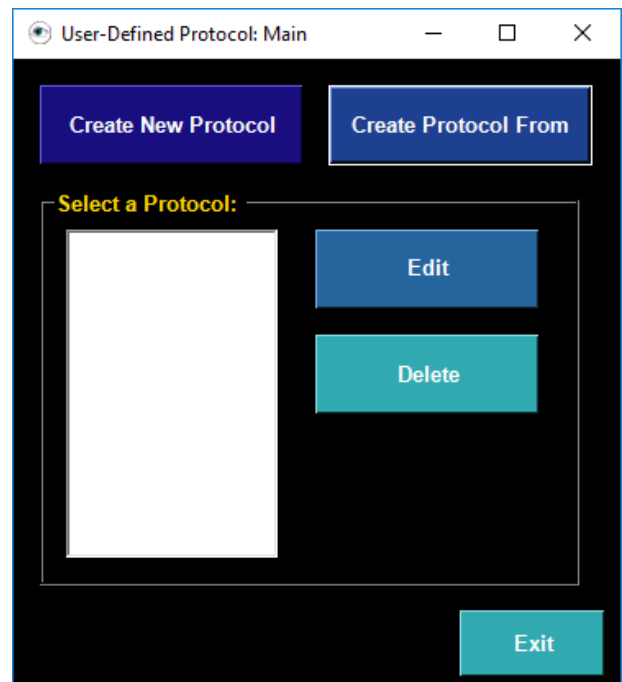 User-Defined Protocol: Main
Create New Protocol
Create Protocol From
Select a Protocol:
Edit
Delete
Exit